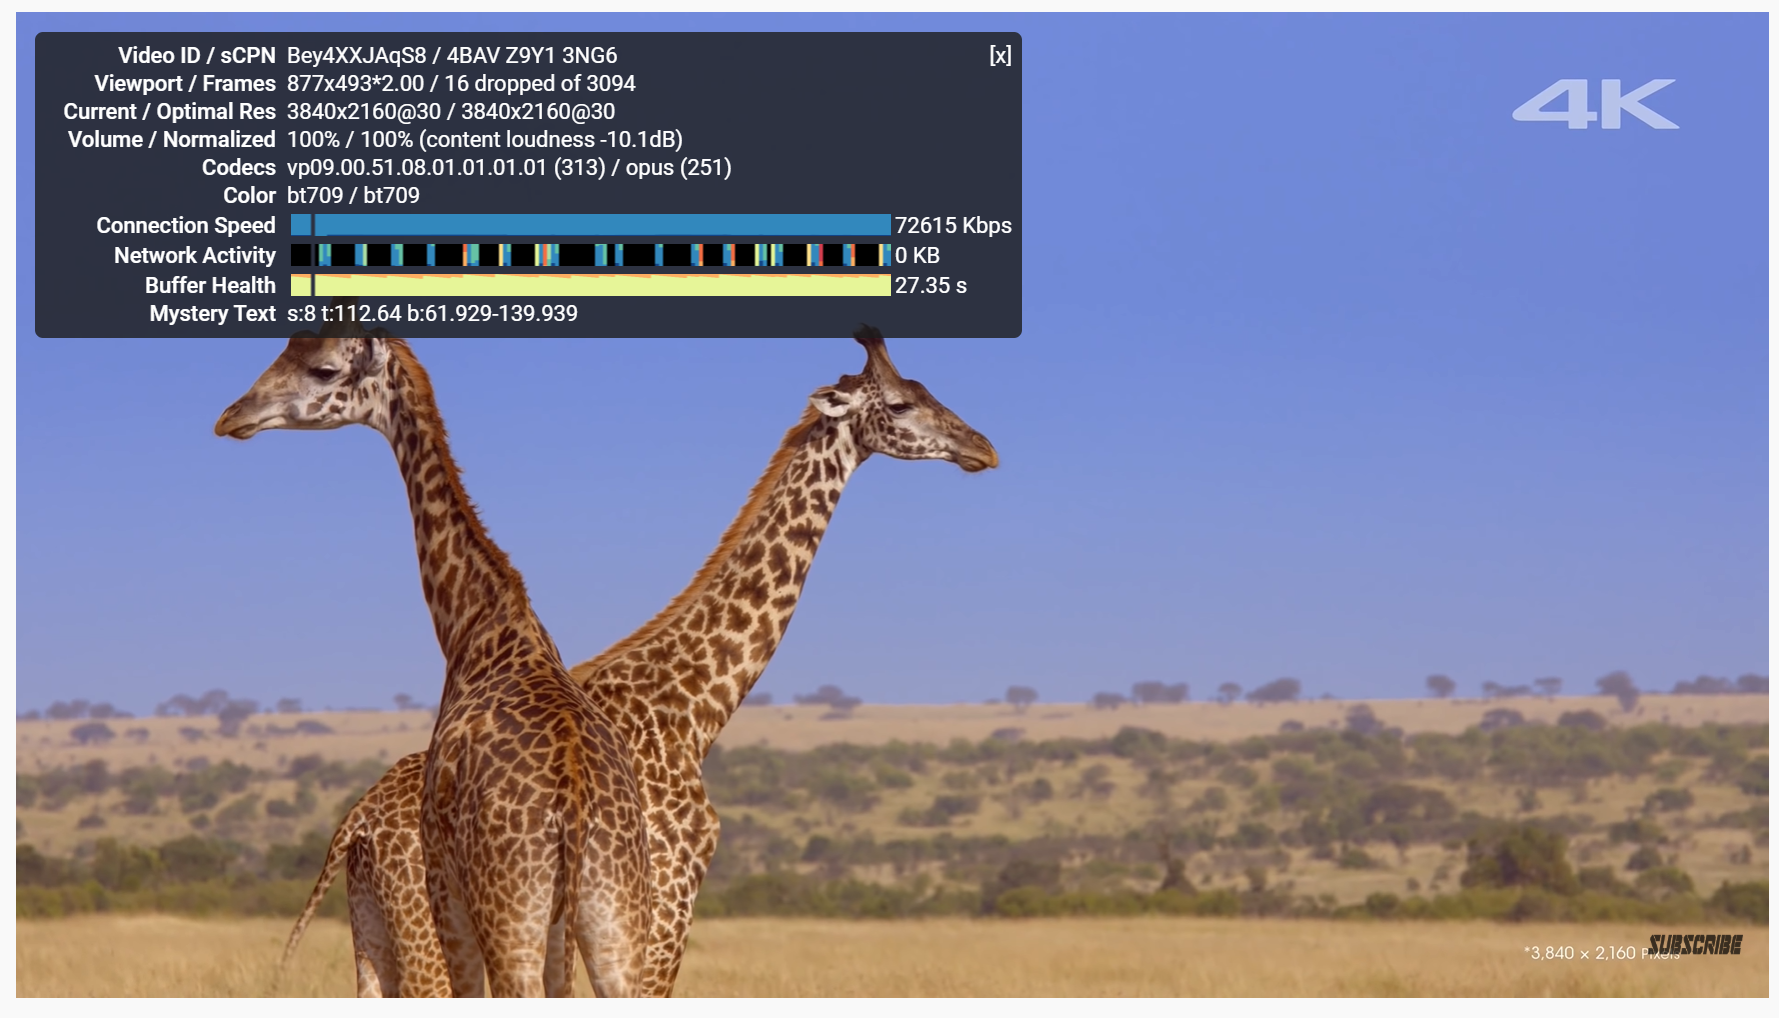 Video ID / sCPN Bey4XXJAqS8 / 4BAV Z9Y1 3NG6 [x]
Viewport / Frames 877x493*2.00 / 16 dropped of 3094
Current / Optimal Res 3840x2160@30 / 3840x2160@30
Volume / Normalized 100% / 100% (content loudness -10.1dB)
Codecs vp09.00.51.08.01.01.01.01 (313) / opus (251)
Color bt709 / bt709
Connection Speed 72615 Kbps
Network Activity 0 KB
Buffer Health 27.35 s
Mystery Text s:8 t:112.64 b:61.929-139.939
4K
SUBSCRIBE
*3,840 × 2,160 Pixels